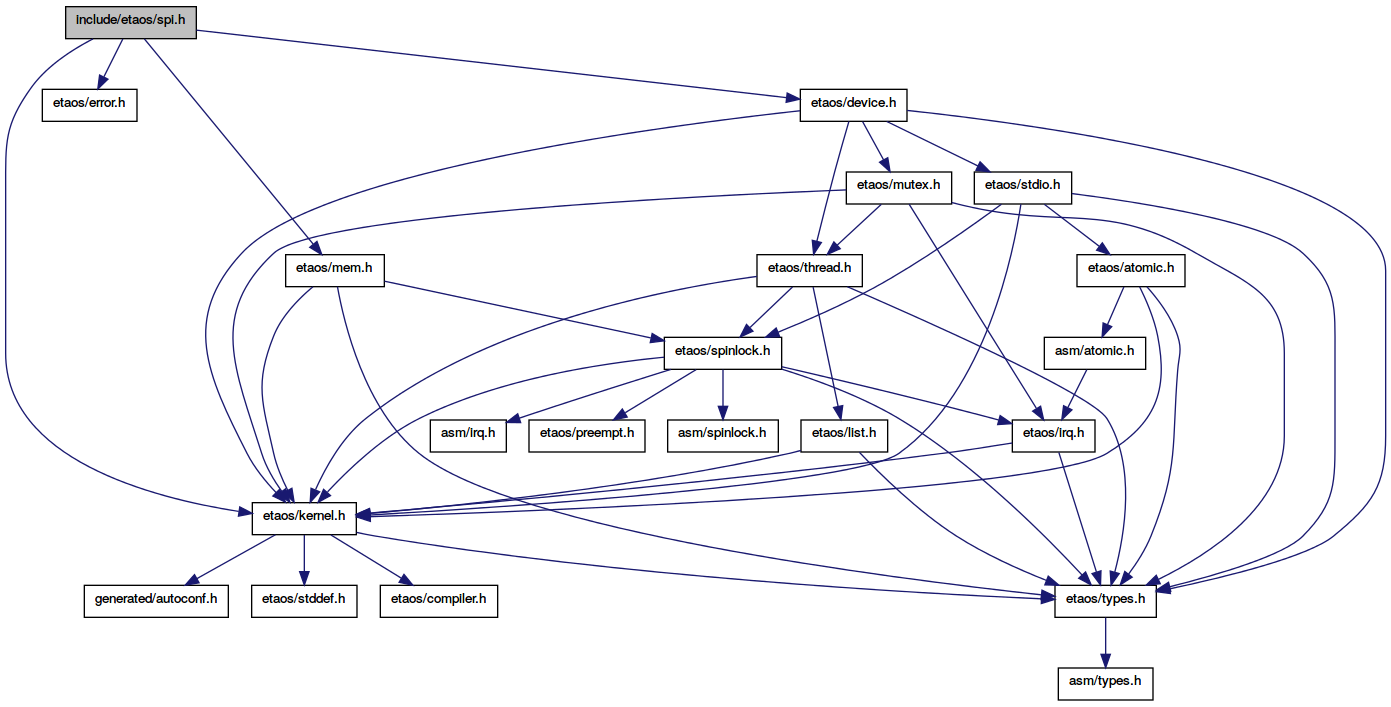 include/etaos/spi.h
etaos/error.h
etaos/device.h
etaos/mutex.h
etaos/stdio.h
etaos/mem.h
etaos/thread.h
etaos/atomic.h
etaos/spinlock.h
asm/atomic.h
asm/irq.h
etaos/preempt.h
asm/spinlock.h
etaos/list.h
etaos/irq.h
etaos/kernel.h
generated/autoconf.h
etaos/stddef.h
etaos/compiler.h
etaos/types.h
asm/types.h